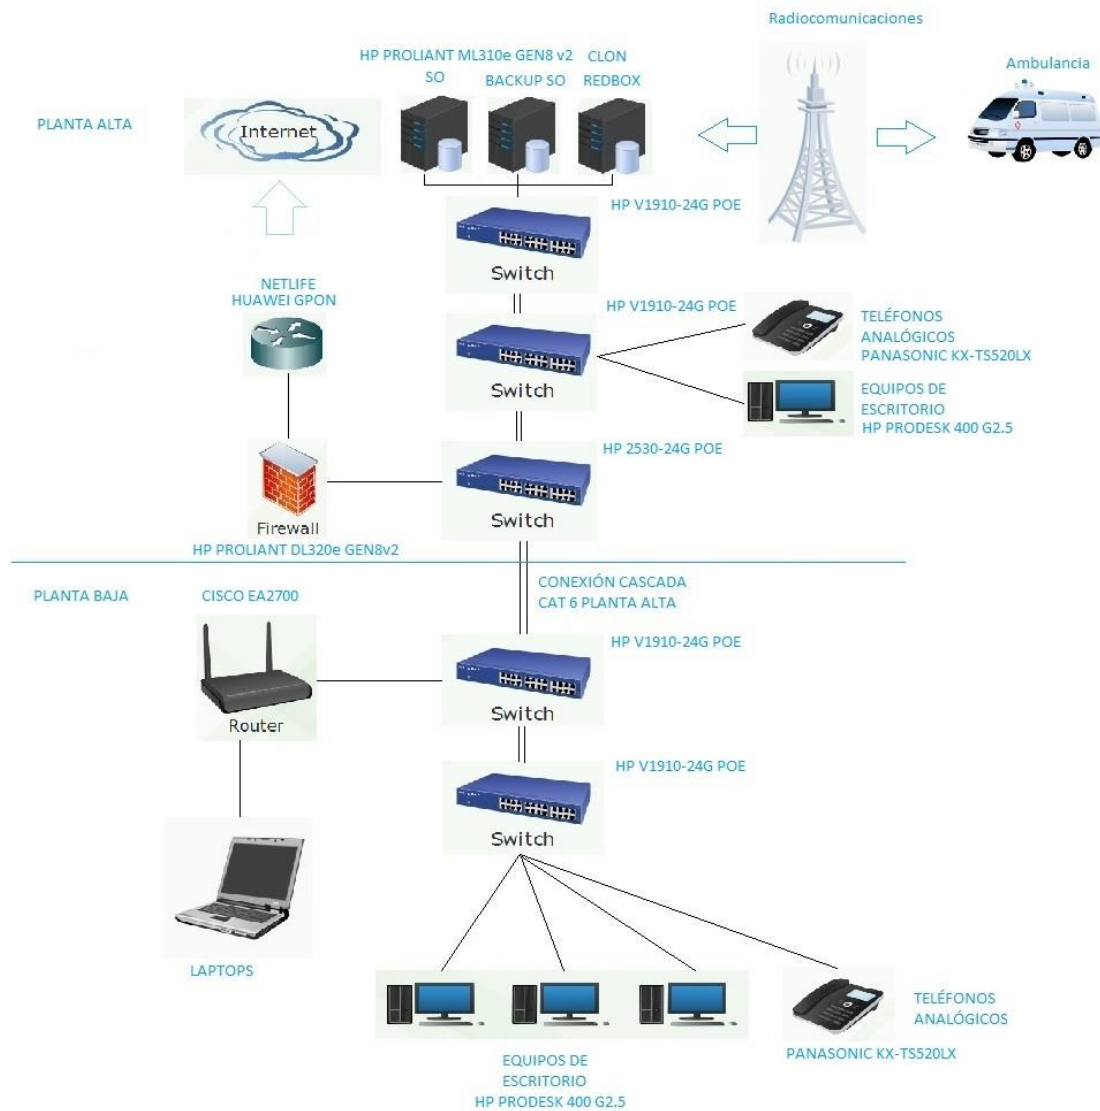 Radiocomunicaciones
HP PROLIANT ML310e GEN8 v2
SO
BACKUP SO
CLON
REDBOX
Ambulancia
PLANTA ALTA
Internet
HP V1910-24G POE
Switch
NETLIFE
HUAWEI GPON
HP V1910-24G POE
TELÉFONOS
ANALÓGICOS
PANASONIC KX-TS520LX
Switch
EQUIPOS DE
ESCRITORIO
HP PRODESK 400 G2.5
HP 2530-24G POE
Firewall
Switch
HP PROLIANT DL320e GEN8v2
PLANTA BAJA
CISCO EA2700
CONEXIÓN CASCADA
CAT 6 PLANTA ALTA
HP V1910-24G POE
Router
Switch
HP V1910-24G POE
Switch
LAPTOPS
TELÉFONOS
ANALÓGICOS
PANASONIC KX-TS520LX
EQUIPOS DE
ESCRITORIO
HP PRODESK 400 G2.5